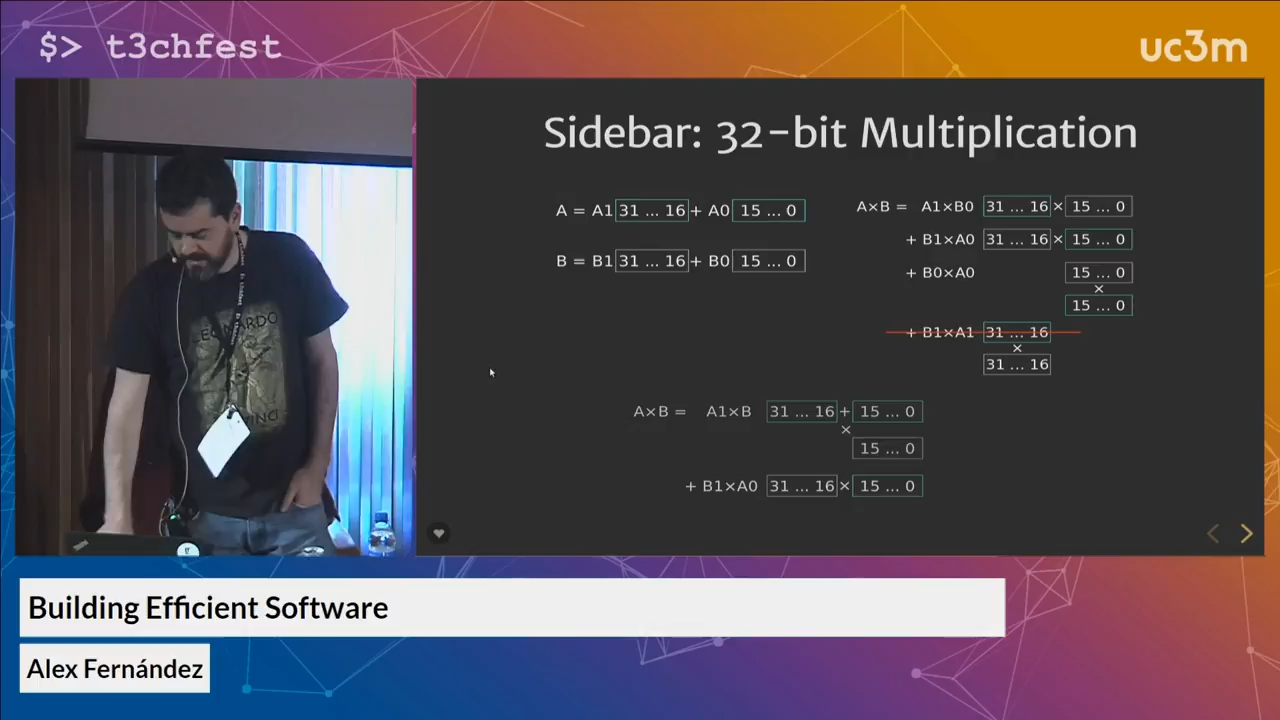 $> t3chfest
uc3m
LEONARDO
Sidebar: 32-bit Multiplication
A = A1 31 ... 16 + A0 15 ... 0
B = B1 31 ... 16 + B0 15 ... 0
A×B = A1×B0 31 ... 16 × 15 ... 0
+ B1×A0 31 ... 16 × 15 ... 0
+ B0×A0 15 ... 0
×
15 ... 0
+ B1×A1 31 ... 16
×
31 ... 16
A×B = A1×B 31 ... 16 + 15 ... 0
×
15 ... 0
+ B1×A0 31 ... 16 × 15 ... 0
Building Efficient Software
Alex Fernández